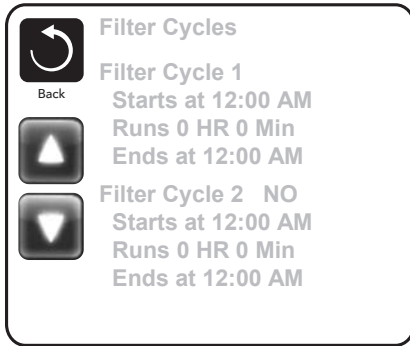 Filter Cycles
Back
Filter Cycle 1
Starts at 12:00 AM
Runs 0 HR 0 Min
Ends at 12:00 AM
Filter Cycle 2 NO
Starts at 12:00 AM
Runs 0 HR 0 Min
Ends at 12:00 AM